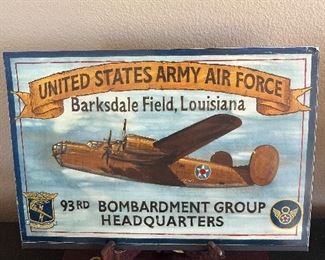 UNITED STATES ARMY AIR FORCE
Barksdale Field, Louisiana
93RD BOMBARDMENT GROUP
HEADQUARTERS